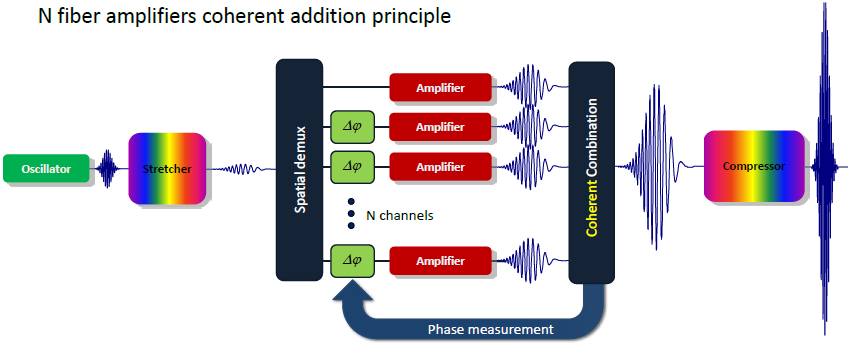 N fiber amplifiers coherent addition principle
Oscillator
Stretcher
Spatial demux
Amplifier
Δφ
Amplifier
Δφ
Amplifier
N channels
Δφ
Amplifier
Coherent Combination
Compressor
Phase measurement